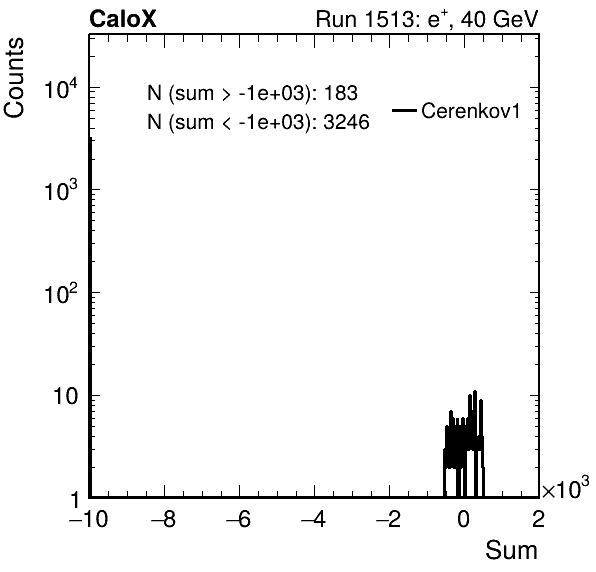 CaloX Run 1513: e⁺, 40 GeV
Counts
N (sum > -1e+03): 183
N (sum < -1e+03): 3246
Cerenkov1
10⁴
10³
10²
10
1
−10 −8 −6 −4 −2 0 2
×10³
Sum